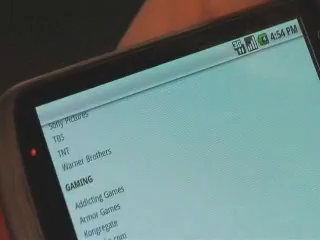 4:54 PM
Sony Pictures
TBS
TNT
Warner Brothers
GAMING
Addicting Games
Armor Games
Kongregate